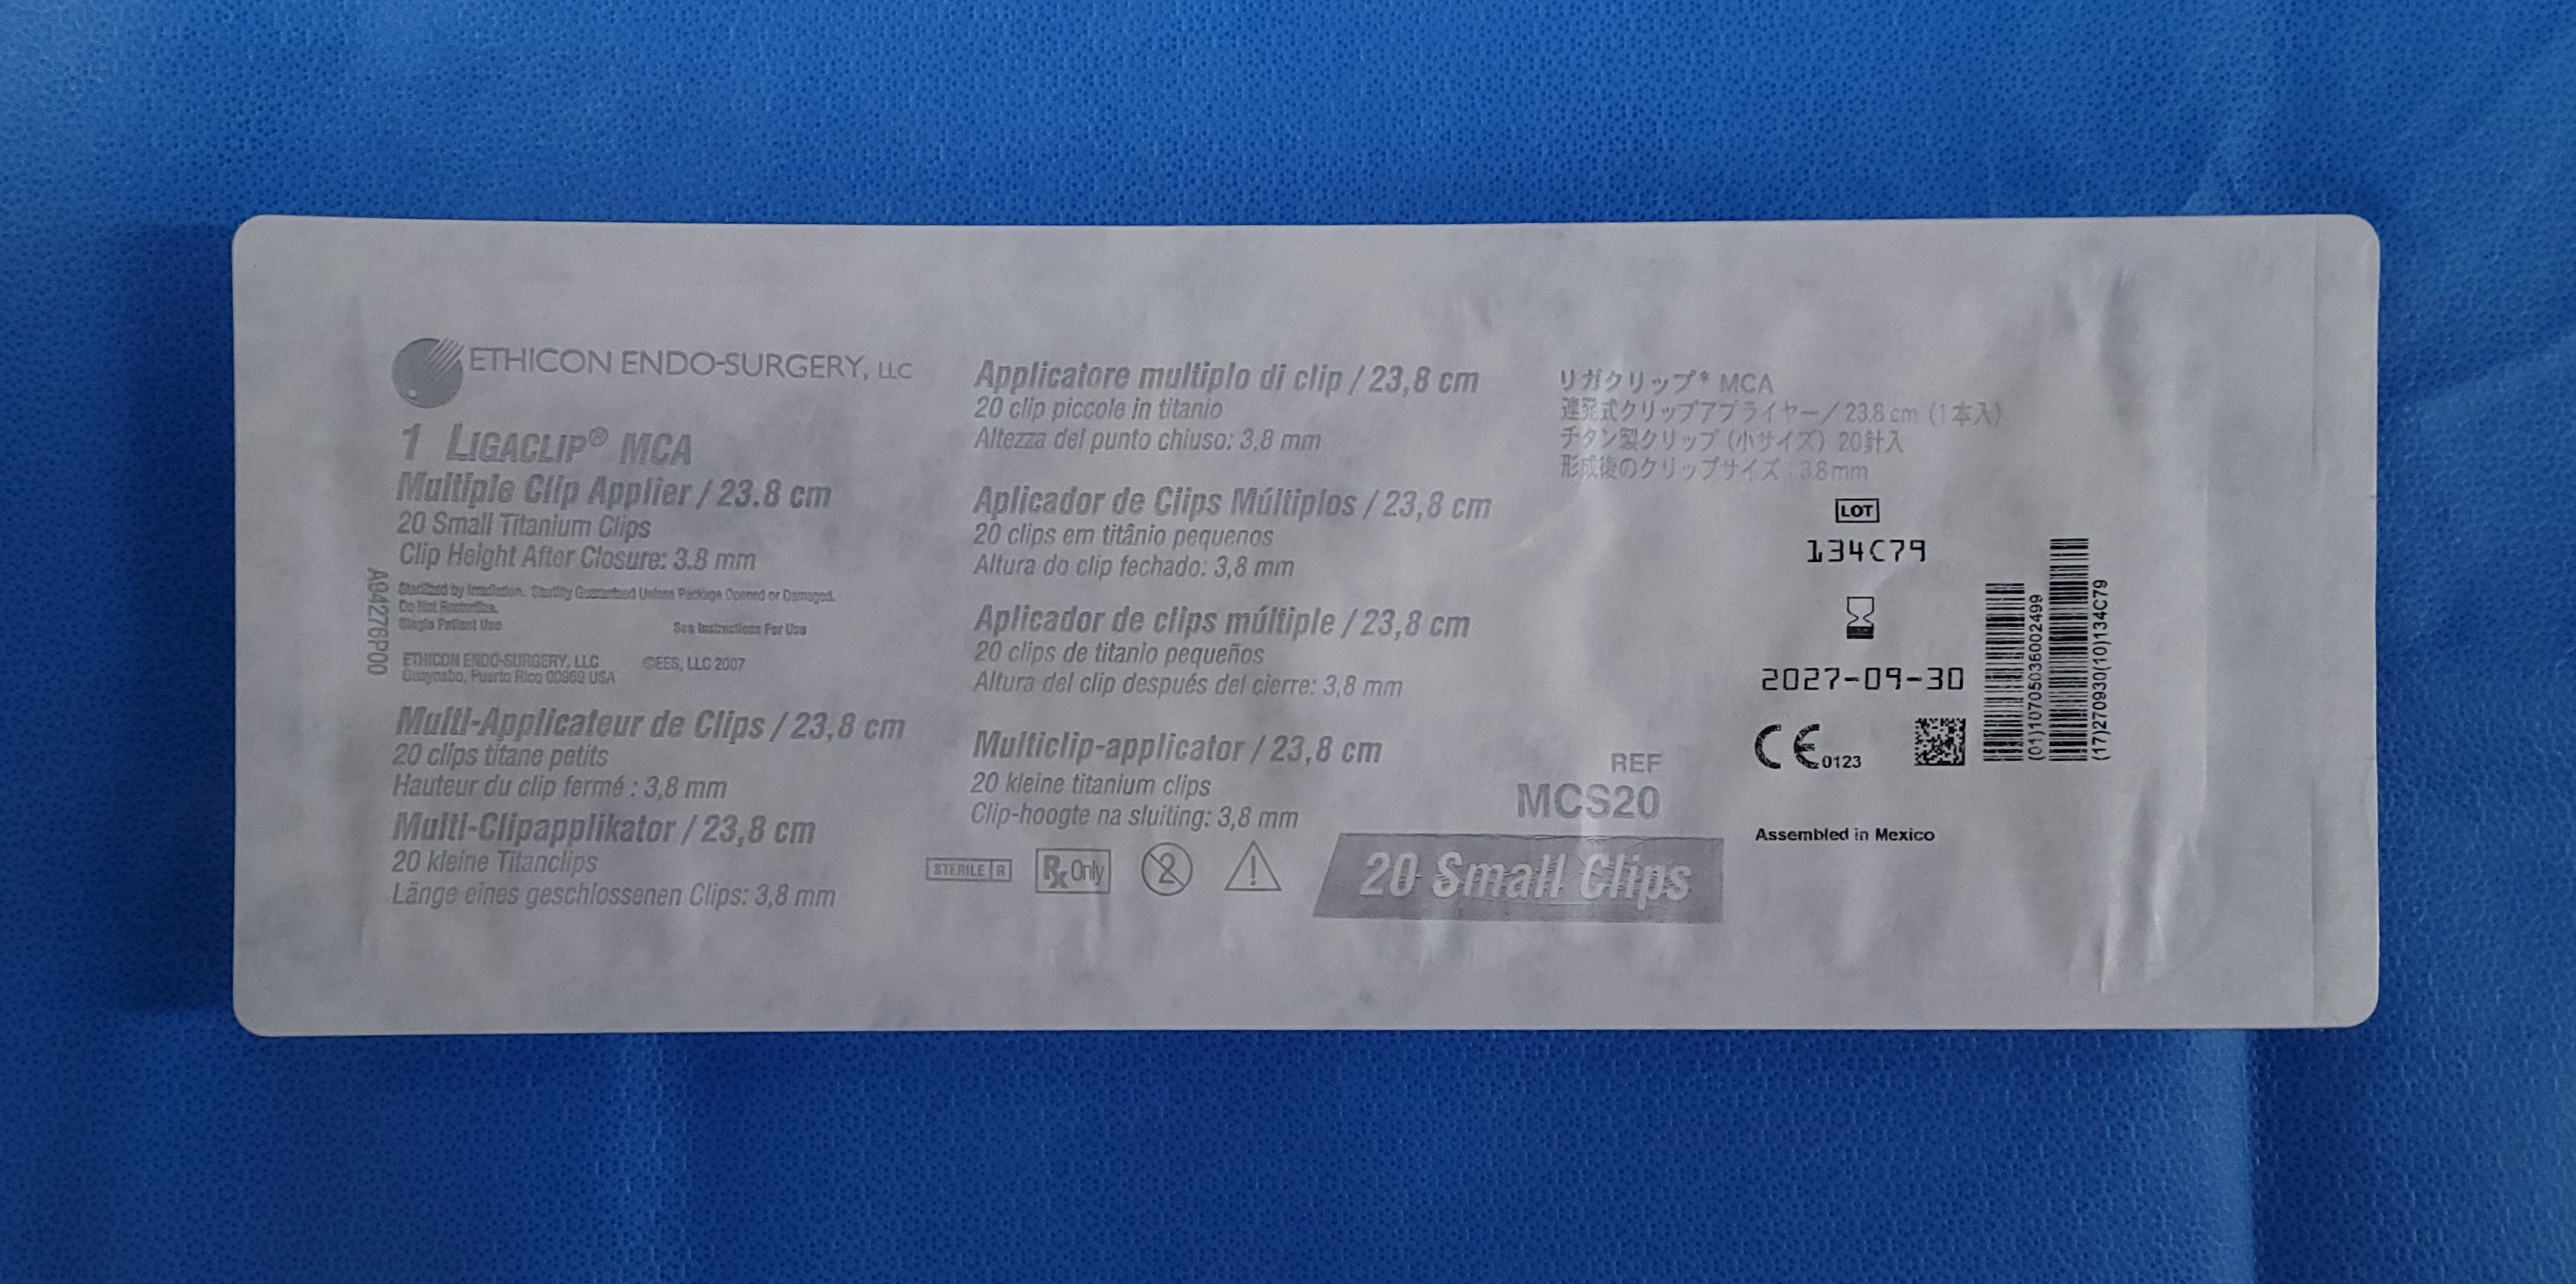 ETHICON ENDO-SURGERY, LLC
1 LIGACLIP® MCA
Multiple Clip Applier / 23.8 cm
20 Small Titanium Clips
Clip Height After Closure: 3.8 mm
Sterilized by Irradiation. Sterility Guaranteed Unless Package Opened or Damaged.
Do Not Resterilize.
Single Patient Use
See Instructions For Use
ETHICON ENDO-SURGERY, LLC
©EES, LLC 2007
Guaynabo, Puerto Rico 00969 USA
A94276P00
Multi-Applicateur de Clips / 23,8 cm
20 clips titane petits
Hauteur du clip fermé : 3,8 mm
Multi-Clipapplikator / 23,8 cm
20 kleine Titanclips
Länge eines geschlossenen Clips: 3,8 mm
Applicatore multiplo di clip / 23,8 cm
20 clip piccole in titanio
Altezza del punto chiuso: 3,8 mm
Aplicador de Clips Múltiplos / 23,8 cm
20 clips em titânio pequenos
Altura do clip fechado: 3,8 mm
Aplicador de clips múltiple / 23,8 cm
20 clips de titanio pequeños
Altura del clip después del cierre: 3,8 mm
Multiclip-applicator / 23,8 cm
20 kleine titanium clips
Clip-hoogte na sluiting: 3,8 mm
STERILE R
Rx Only
2
!
リガクリップ* MCA
連発式クリップアプライヤー／23.8 cm (1本入)
チタン製クリップ (小サイズ) 20針入
形成後のクリップサイズ : 3.8 mm
REF
MCS20
20 Small Clips
LOT
134C79
2027-09-30
CE 0123
Assembled in Mexico
(01)10705036002499
(17)270930(10)134C79